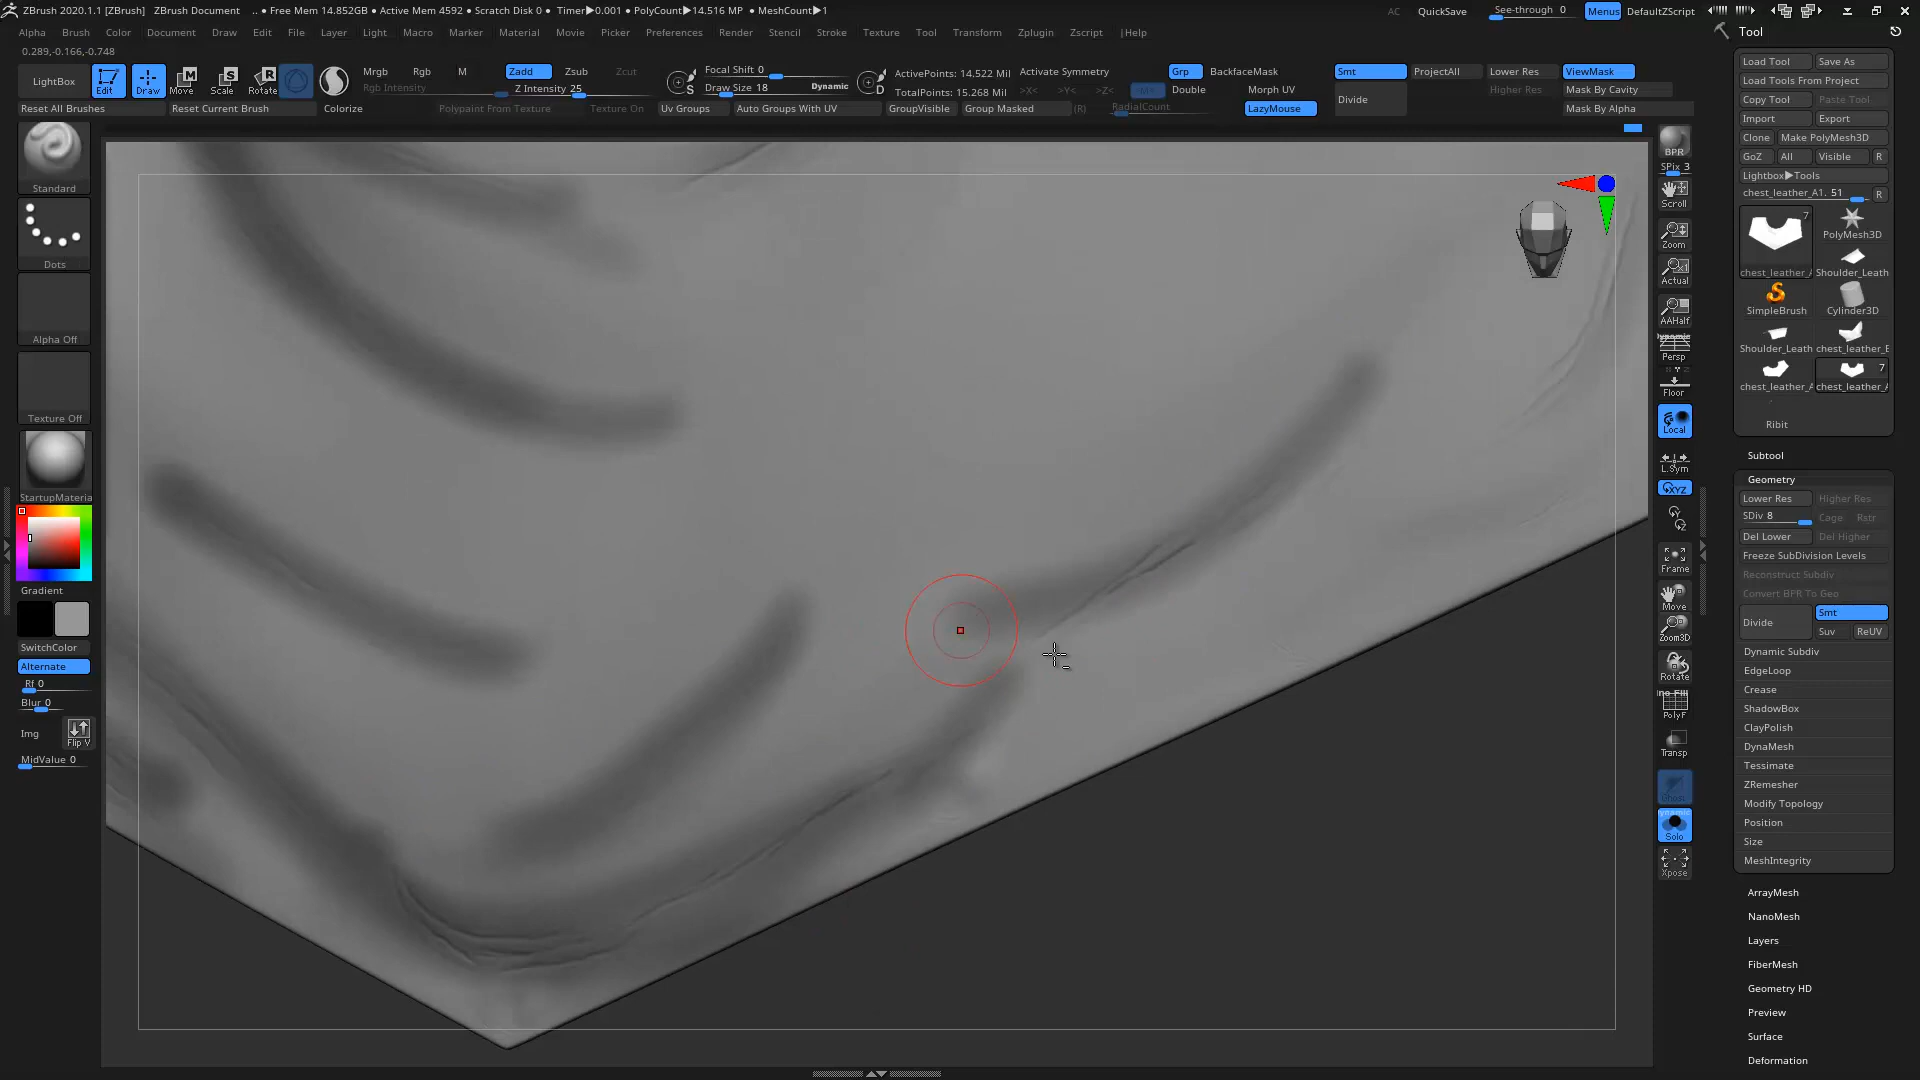 ZBrush 2020.1.1 [ZBrush] ZBrush Document .. ● Free Mem 14.852GB ● Active Mem 4592 ● Scratch Disk 0 ● Timer▶0.001 ● PolyCount▶14.516 MP ● MeshCount▶1 AC QuickSave See-through 0 Menus DefaultZScript
Alpha Brush Color Document Draw Edit File Layer Light Macro Marker Material Movie Picker Preferences Render Stencil Stroke Texture Tool Transform Zplugin Zscript Help Tool
0.289,-0.166,-0.748
LightBox Edit Draw Move Scale Rotate
Mrgb Rgb M Zadd Zsub Zcut
Rgb Intensity Z Intensity 25
Focal Shift 0
Draw Size 18 Dynamic
S
D
ActivePoints: 14.522 Mil
TotalPoints: 15.268 Mil
Activate Symmetry
>X< >Y< >Z< >M<
Grp BackfaceMask
Double Morph UV
Smt ProjectAll Lower Res ViewMask
Divide Higher Res Mask By Cavity
Reset All Brushes Reset Current Brush Colorize Polypaint From Texture Texture On Uv Groups Auto Groups With UV GroupVisible Group Masked (R) RadialCount LazyMouse Mask By Alpha
Standard
Dots
Alpha Off
Texture Off
StartupMateria
Gradient
SwitchColor
Alternate
Rf 0
Blur 0
Img Flip V
MidValue 0
BPR
SPix 3
Scroll
Zoom
Actual
AAHalf
Dynamic
Persp
Floor
Local
L.Sym
XYZ
Y
Z
Frame
Move
Zoom3D
Rotate
PolyF
Transp
Ghost
Dynamic
Solo
Xpose
Load Tool Save As
Load Tools From Project
Copy Tool Paste Tool
Import Export
Clone Make PolyMesh3D
GoZ All Visible R
Lightbox▶Tools
chest_leather_A1. 51 R
7
chest_leather_A PolyMesh3D
Shoulder_Leath
SimpleBrush Cylinder3D
Shoulder_Leath chest_leather_E
7
chest_leather_A chest_leather_A
Ribit
Subtool
Geometry
Lower Res Higher Res
SDiv 8 Cage Rstr
Del Lower Del Higher
Freeze SubDivision Levels
Reconstruct Subdiv
Convert BPR To Geo
Divide Smt
Suv ReUV
Dynamic Subdiv
EdgeLoop
Crease
ShadowBox
ClayPolish
DynaMesh
Tessimate
ZRemesher
Modify Topology
Position
Size
MeshIntegrity
ArrayMesh
NanoMesh
Layers
FiberMesh
Geometry HD
Preview
Surface
Deformation